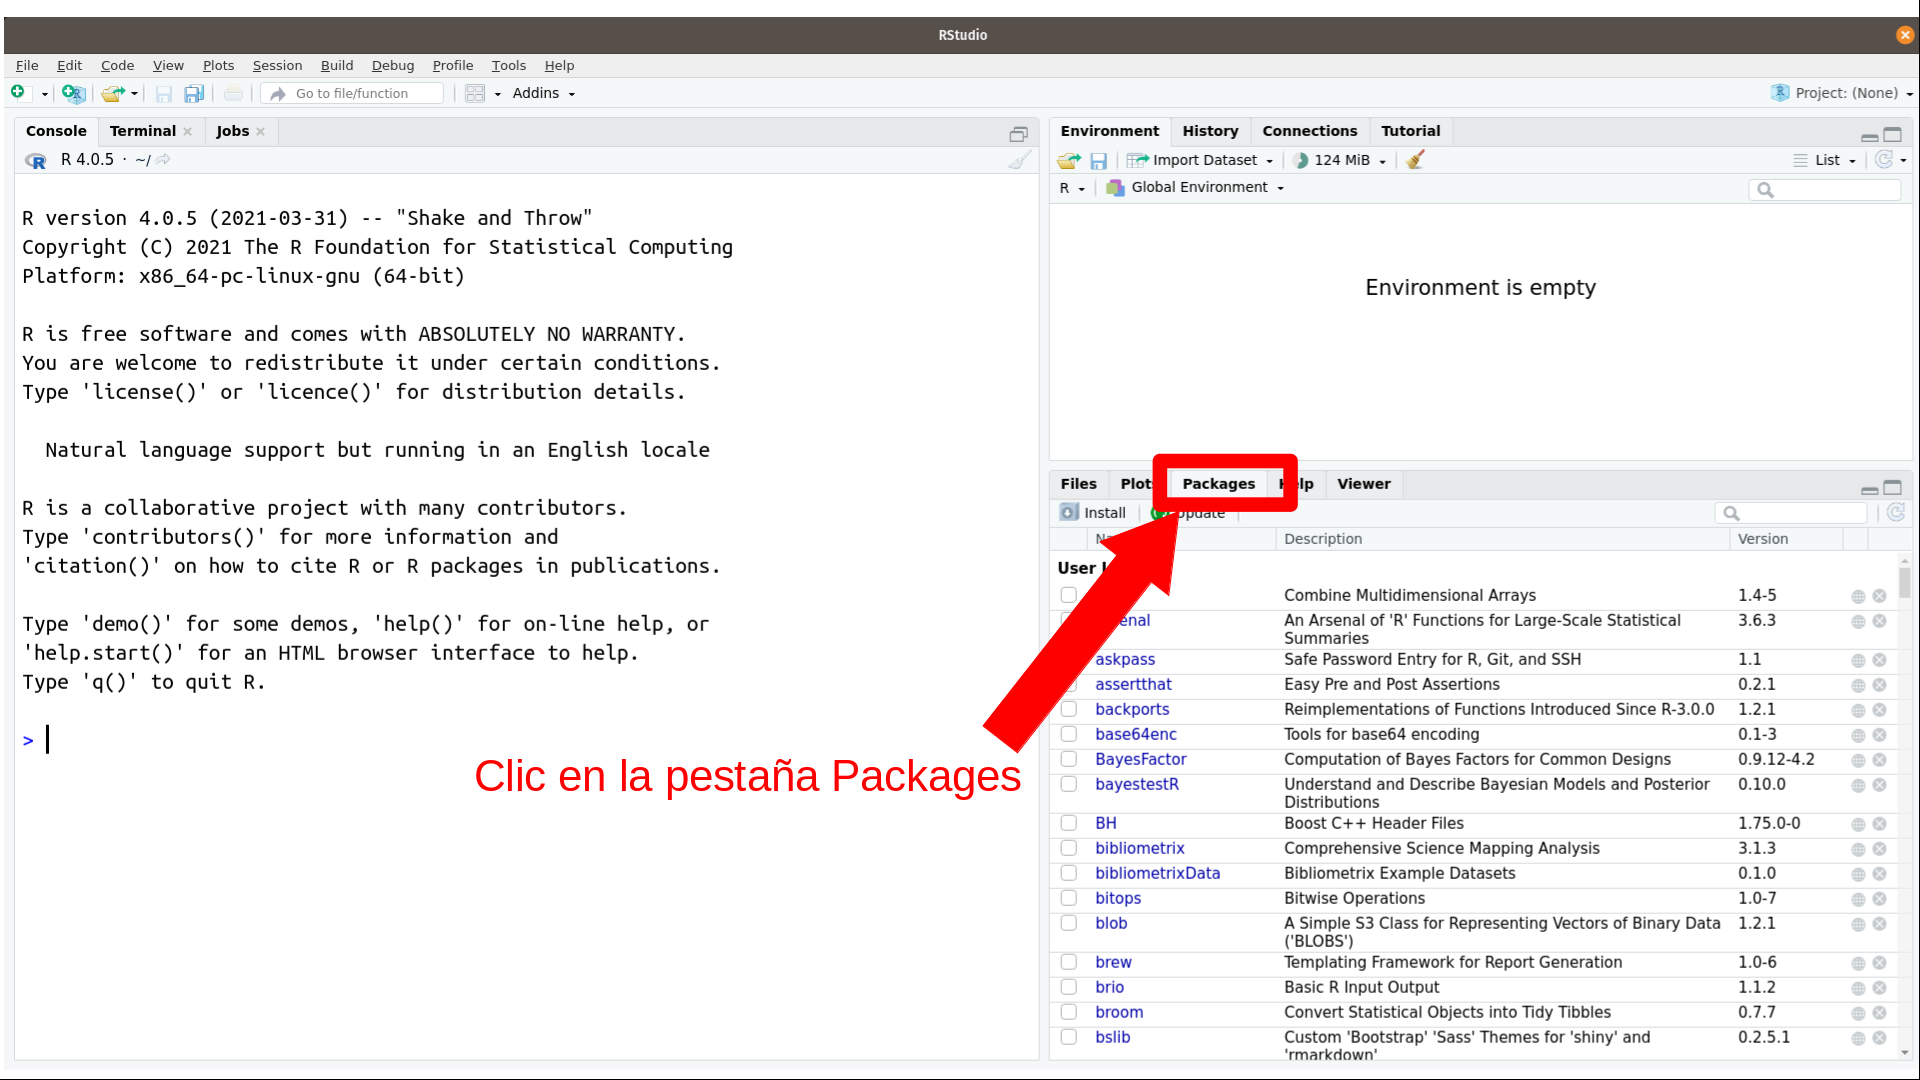 RStudio
File Edit Code View Plots Session Build Debug Profile Tools Help
Go to file/function Addins Project: (None)
Console Terminal Jobs
R 4.0.5 · ~/
R version 4.0.5 (2021-03-31) -- "Shake and Throw"
Copyright (C) 2021 The R Foundation for Statistical Computing
Platform: x86_64-pc-linux-gnu (64-bit)
R is free software and comes with ABSOLUTELY NO WARRANTY.
You are welcome to redistribute it under certain conditions.
Type 'license()' or 'licence()' for distribution details.
Natural language support but running in an English locale
R is a collaborative project with many contributors.
Type 'contributors()' for more information and
'citation()' on how to cite R or R packages in publications.
Type 'demo()' for some demos, 'help()' for on-line help, or
'help.start()' for an HTML browser interface to help.
Type 'q()' to quit R.
>
Clic en la pestaña Packages
Environment History Connections Tutorial
Import Dataset 124 MiB List
R Global Environment
Environment is empty
Files Plots Packages Help Viewer
Install Update
Description Version
User
Combine Multidimensional Arrays 1.4-5
An Arsenal of 'R' Functions for Large-Scale Statistical 3.6.3
Summaries
askpass Safe Password Entry for R, Git, and SSH 1.1
assertthat Easy Pre and Post Assertions 0.2.1
backports Reimplementations of Functions Introduced Since R-3.0.0 1.2.1
base64enc Tools for base64 encoding 0.1-3
BayesFactor Computation of Bayes Factors for Common Designs 0.9.12-4.2
bayestestR Understand and Describe Bayesian Models and Posterior 0.10.0
Distributions
BH Boost C++ Header Files 1.75.0-0
bibliometrix Comprehensive Science Mapping Analysis 3.1.3
bibliometrixData Bibliometrix Example Datasets 0.1.0
bitops Bitwise Operations 1.0-7
blob A Simple S3 Class for Representing Vectors of Binary Data 1.2.1
('BLOBS')
brew Templating Framework for Report Generation 1.0-6
brio Basic R Input Output 1.1.2
broom Convert Statistical Objects into Tidy Tibbles 0.7.7
bslib Custom 'Bootstrap' 'Sass' Themes for 'shiny' and 0.2.5.1
'rmarkdown'